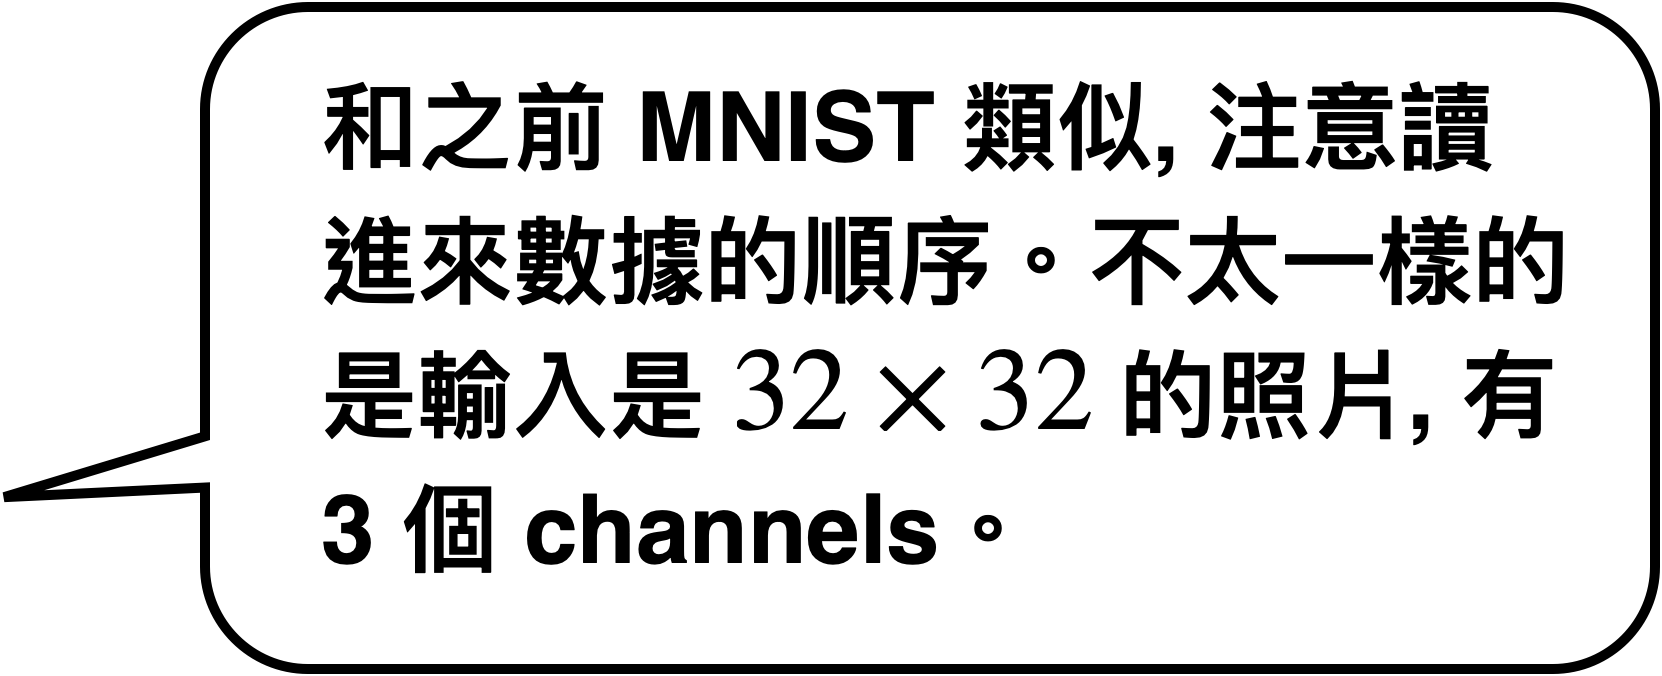 和之前 MNIST 類似, 注意讀
進來數據的順序。不太一樣的
是輸入是 32 × 32 的照片, 有
3 個 channels。